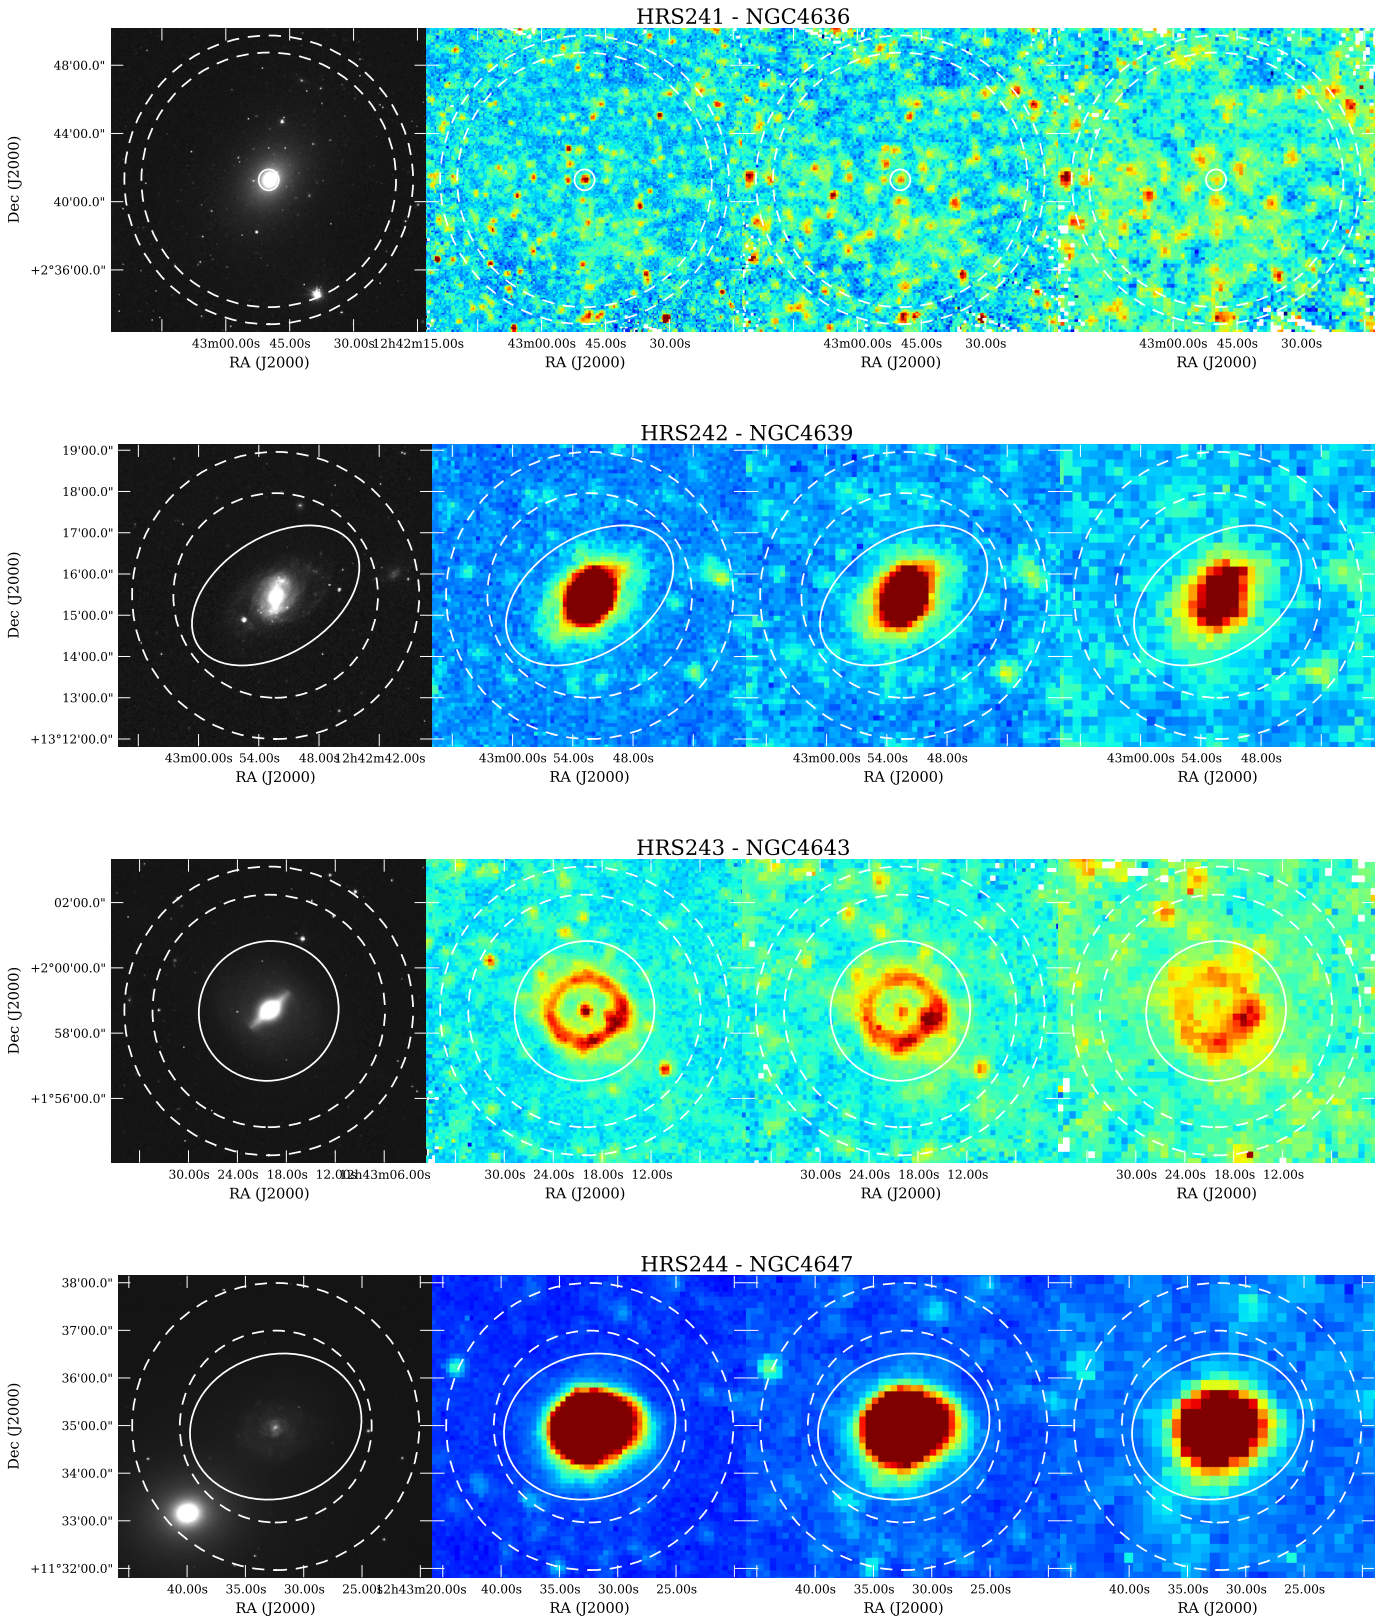 HRS241 - NGC4636
48'00.0"
44'00.0"
40'00.0"
+2°36'00.0"
Dec (J2000)
43m00.00s 45.00s 30.00s 12h42m15.00s 43m00.00s 45.00s 30.00s 43m00.00s 45.00s 30.00s 43m00.00s 45.00s 30.00s
RA (J2000) RA (J2000) RA (J2000) RA (J2000)
HRS242 - NGC4639
19'00.0"
18'00.0"
17'00.0"
16'00.0"
15'00.0"
14'00.0"
13'00.0"
+13°12'00.0"
Dec (J2000)
43m00.00s 54.00s 48.00s 12h42m42.00s 43m00.00s 54.00s 48.00s 43m00.00s 54.00s 48.00s 43m00.00s 54.00s 48.00s
RA (J2000) RA (J2000) RA (J2000) RA (J2000)
HRS243 - NGC4643
02'00.0"
+2°00'00.0"
58'00.0"
+1°56'00.0"
Dec (J2000)
30.00s 24.00s 18.00s 12.00s 12h43m06.00s 30.00s 24.00s 18.00s 12.00s 30.00s 24.00s 18.00s 12.00s 30.00s 24.00s 18.00s 12.00s
RA (J2000) RA (J2000) RA (J2000) RA (J2000)
HRS244 - NGC4647
38'00.0"
37'00.0"
36'00.0"
35'00.0"
34'00.0"
33'00.0"
+11°32'00.0"
Dec (J2000)
40.00s 35.00s 30.00s 25.00s 12h43m20.00s 40.00s 35.00s 30.00s 25.00s 40.00s 35.00s 30.00s 25.00s 40.00s 35.00s 30.00s 25.00s
RA (J2000) RA (J2000) RA (J2000) RA (J2000)